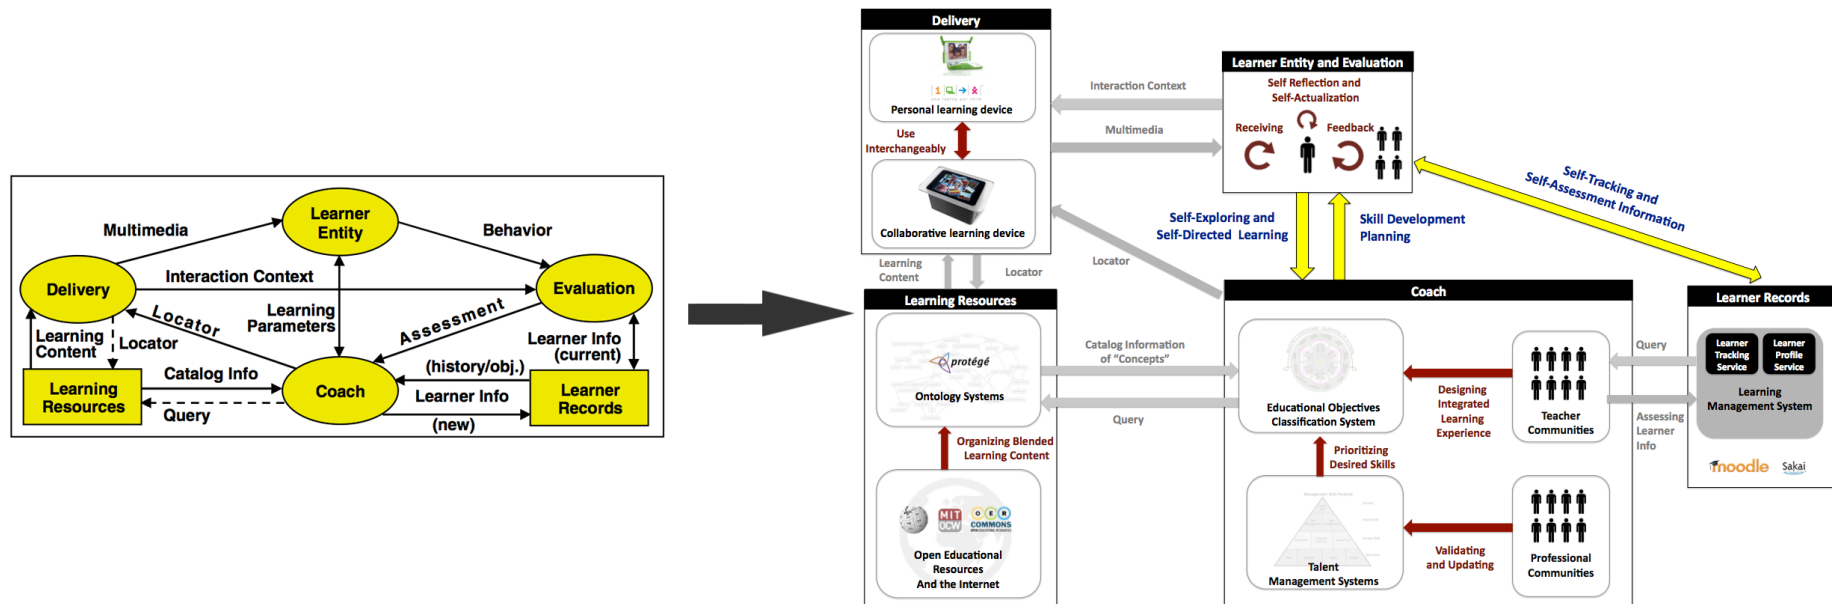 Learner
Entity
Multimedia
Behavior
Interaction Context
Delivery
Evaluation
Learning
Parameters
Locator
Assessment
Learning
Content
Locator
Learner Info
(current)
Catalog Info
(history/obj.)
Learning
Resources
Coach
Learner
Records
Query
Learner Info
(new)
Delivery
Personal learning device
Use
Interchangeably
Collaborative learning device
Interaction Context
Multimedia
Learner Entity and Evaluation
Self Reflection and
Self-Actualization
Receiving
Feedback
Self-Tracking and
Self-Assessment Information
Self-Exploring and
Self-Directed Learning
Skill Development
Planning
Learning
Content
Locator
Locator
Learning Resources
protégé
Ontology Systems
Organizing Blended
Learning Content
MIT
OCW
OER
COMMONS
Open Educational
Resources
And the Internet
Catalog Information
of “Concepts”
Query
Coach
Educational Objectives
Classification System
Designing
Integrated
Learning
Experience
Teacher
Communities
Prioritizing
Desired Skills
Talent
Management Systems
Validating
and Updating
Professional
Communities
Query
Assessing
Learner
Info
Learner Records
Learner
Tracking
Service
Learner
Profile
Service
Learning
Management System
moodle
Sakai